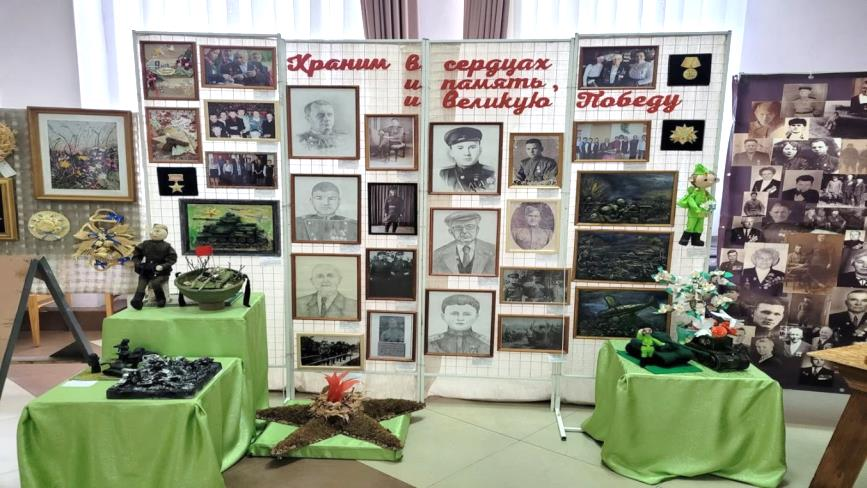 Храним в сердцах
и память,
и великую Победу